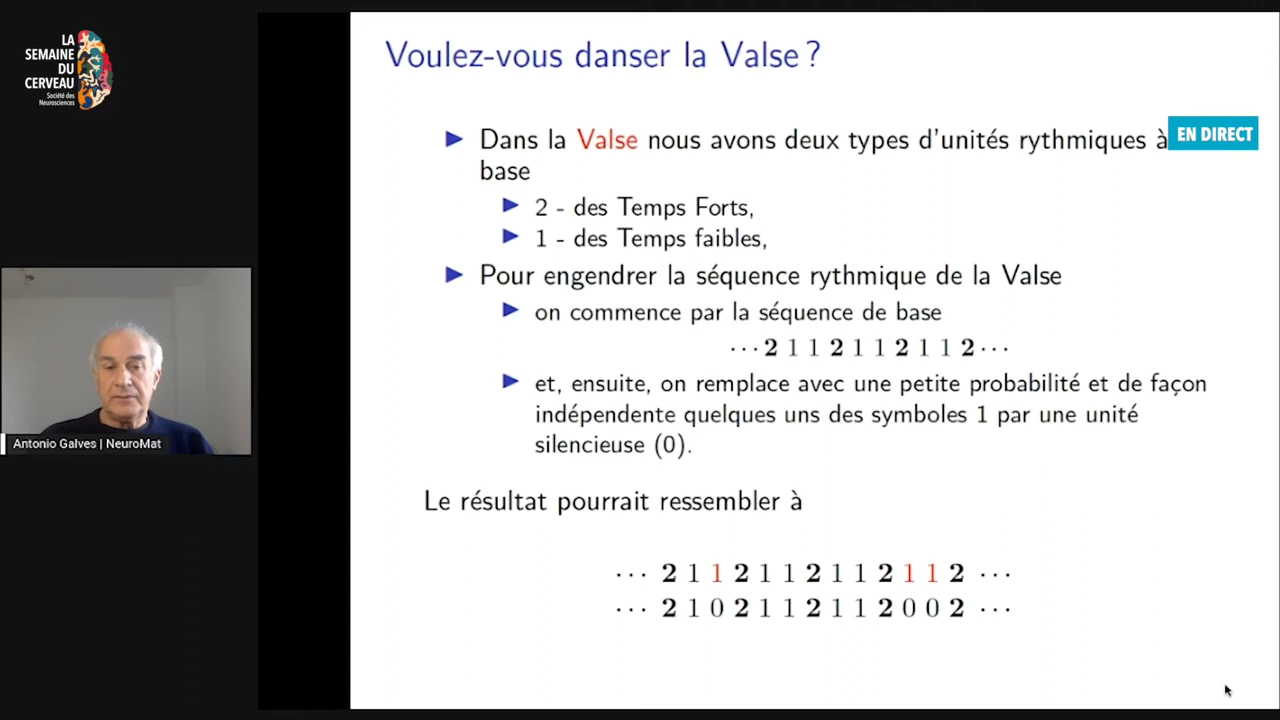 LA
SEMAINE
DU
CERVEAU
Société des
Neurosciences
Voulez-vous danser la Valse ?
▶ Dans la Valse nous avons deux types d'unités rythmiques à
EN DIRECT
base
▶ 2 - des Temps Forts,
▶ 1 - des Temps faibles,
▶ Pour engendrer la séquence rythmique de la Valse
▶ on commence par la séquence de base
··· 2 1 1 2 1 1 2 1 1 2 ···
▶ et, ensuite, on remplace avec une petite probabilité et de façon
indépendante quelques uns des symboles 1 par une unité
silencieuse (0).
Antonio Galves | NeuroMat
Le résultat pourrait ressembler à
··· 2 1 1 2 1 1 2 1 1 2 1 1 2 ···
··· 2 1 0 2 1 1 2 1 1 2 0 0 2 ···